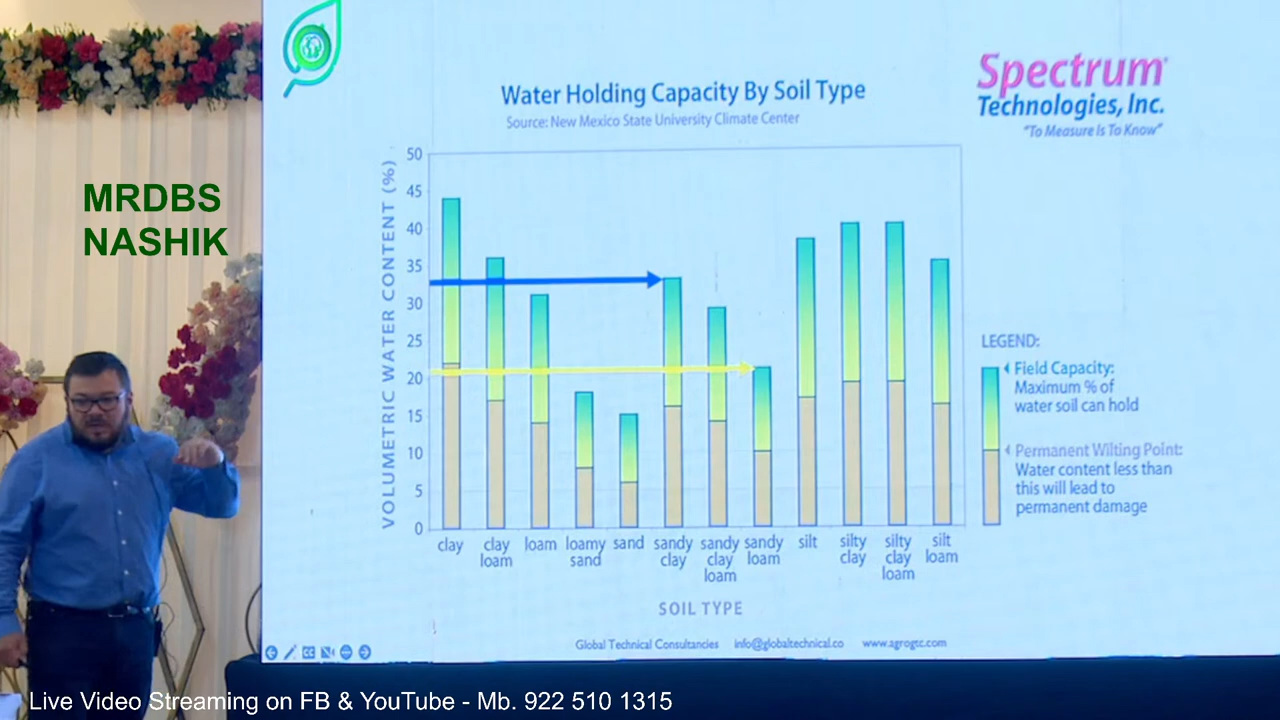 MRDBS
NASHIK
Water Holding Capacity By Soil Type
Source: New Mexico State University Climate Center
Spectrum
Technologies, Inc.
"To Measure Is To Know"
VOLUMETRIC WATER CONTENT (%)
50
45
40
35
30
25
20
15
10
5
0
clay
clay
loam
loam
loamy
sand
sand
sandy
clay
sandy
clay
loam
sandy
loam
silt
silty
clay
silty
clay
loam
silt
loam
SOIL TYPE
LEGEND:
Field Capacity:
Maximum % of
water soil can hold
Permanent Wilting Point:
Water content less than
this will lead to
permanent damage
Global Technical Consultancies info@globaltechnical.co www.agrogtc.com
Live Video Streaming on FB & YouTube - Mb. 922 510 1315